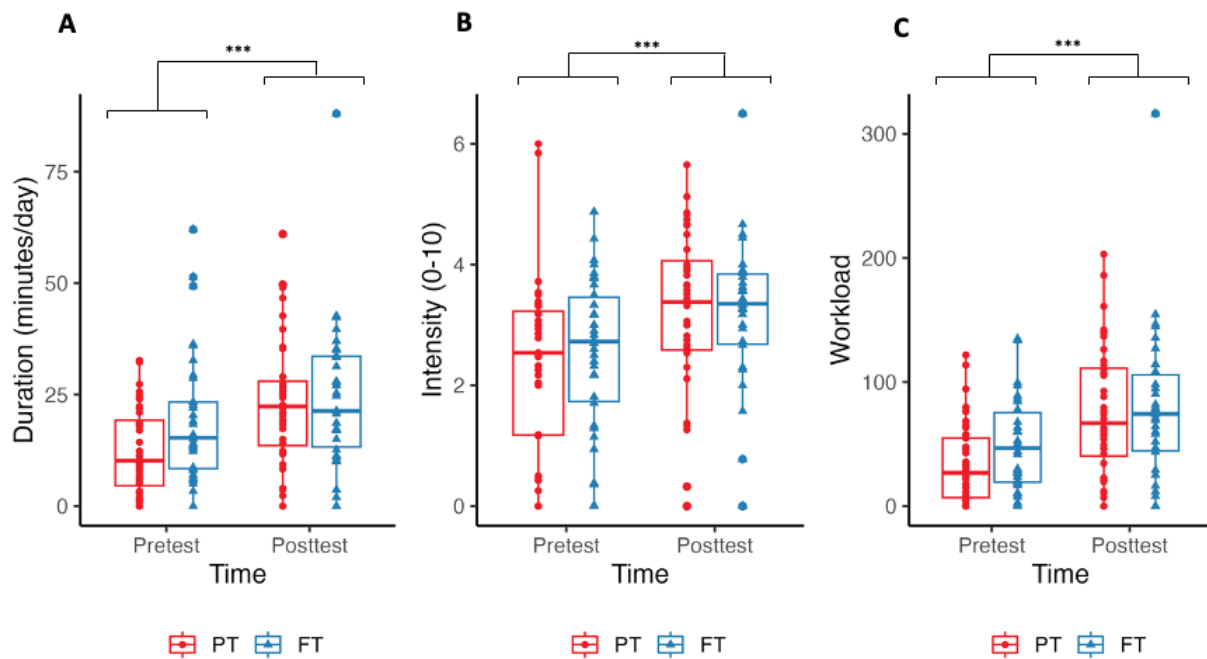 A
***
Duration (minutes/day)
75
50
25
0
Pretest
Posttest
Time
PT
FT
B
***
Intensity (0-10)
6
4
2
0
Pretest
Posttest
Time
PT
FT
C
***
Workload
300
200
100
0
Pretest
Posttest
Time
PT
FT